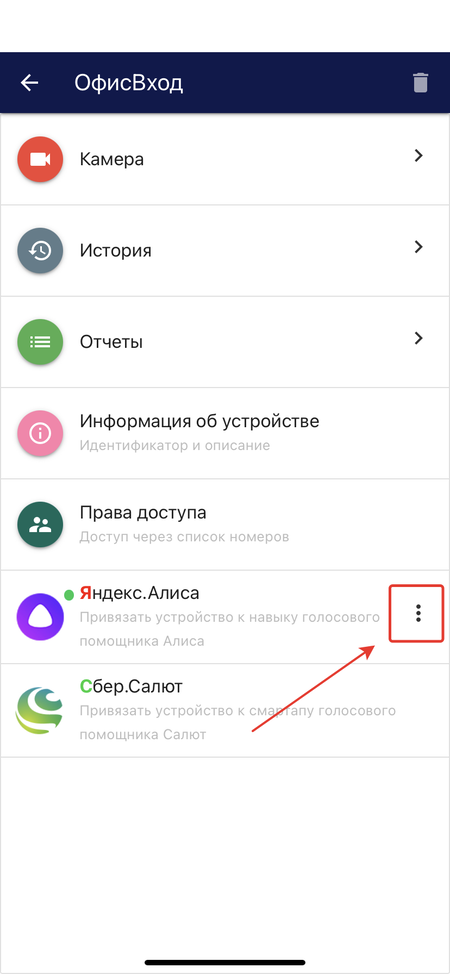 ОфисВход
Камера
История
Отчеты
Информация об устройстве
Идентификатор и описание
Права доступа
Доступ через список номеров
Яндекс.Алиса
Привязать устройство к навыку голосового
помощника Алиса
Сбер.Салют
Привязать устройство к смартапу голосового
помощника Салют